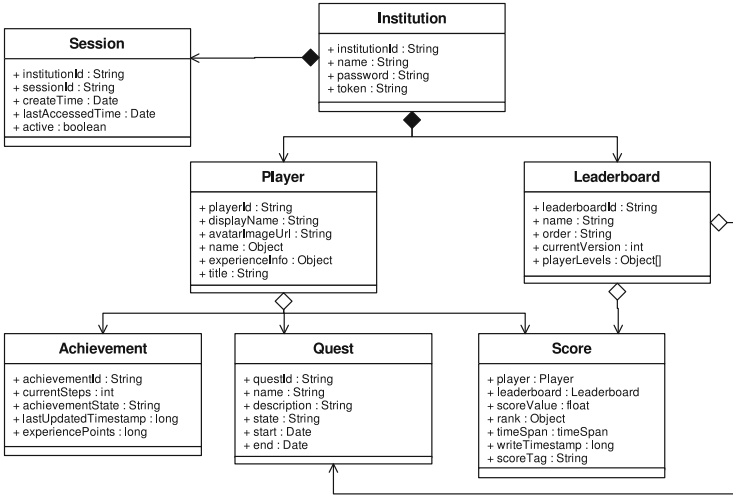 Institution
+ institutionId : String
+ name : String
+ password : String
+ token : String
Session
+ institutionId : String
+ sessionId : String
+ createTime : Date
+ lastAccessedTime : Date
+ active : boolean
Player
+ playerId : String
+ displayName : String
+ avatarImageUrl : String
+ name : Object
+ experienceInfo : Object
+ title : String
Leaderboard
+ leaderboardId : String
+ name : String
+ order : String
+ currentVersion : int
+ playerLevels : Object[]
Achievement
+ achievementId : String
+ currentSteps : int
+ achievementState : String
+ lastUpdatedTimestamp : long
+ experiencePoints : long
Quest
+ questId : String
+ name : String
+ description : String
+ state : String
+ start : Date
+ end : Date
Score
+ player : Player
+ leaderboard : Leaderboard
+ scoreValue : float
+ rank : Object
+ timeSpan : timeSpan
+ writeTimestamp : long
+ scoreTag : String